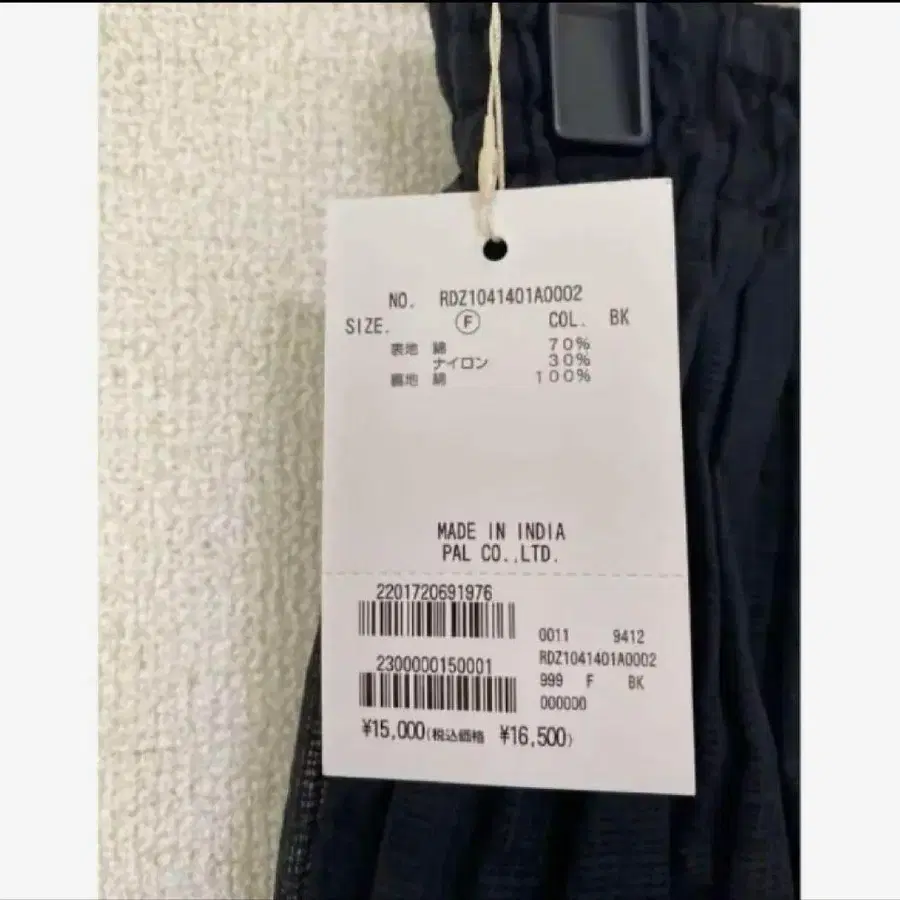 NO. RDZ1041401A0002
SIZE. Ⓕ COL. BK
表地 綿 70%
ナイロン 30%
裏地 綿 100%
MADE IN INDIA
PAL CO.,LTD.
2201720691976
2300000150001
0011 9412
RDZ1041401A0002
999 F BK
000000
¥15,000(税込価格 ¥16,500)